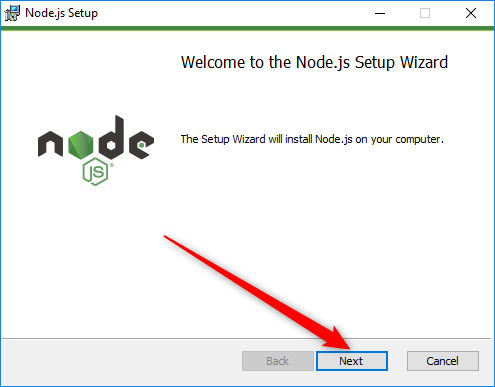 Node.js Setup
Welcome to the Node.js Setup Wizard
The Setup Wizard will install Node.js on your computer.
node
JS®
Back
Next
Cancel